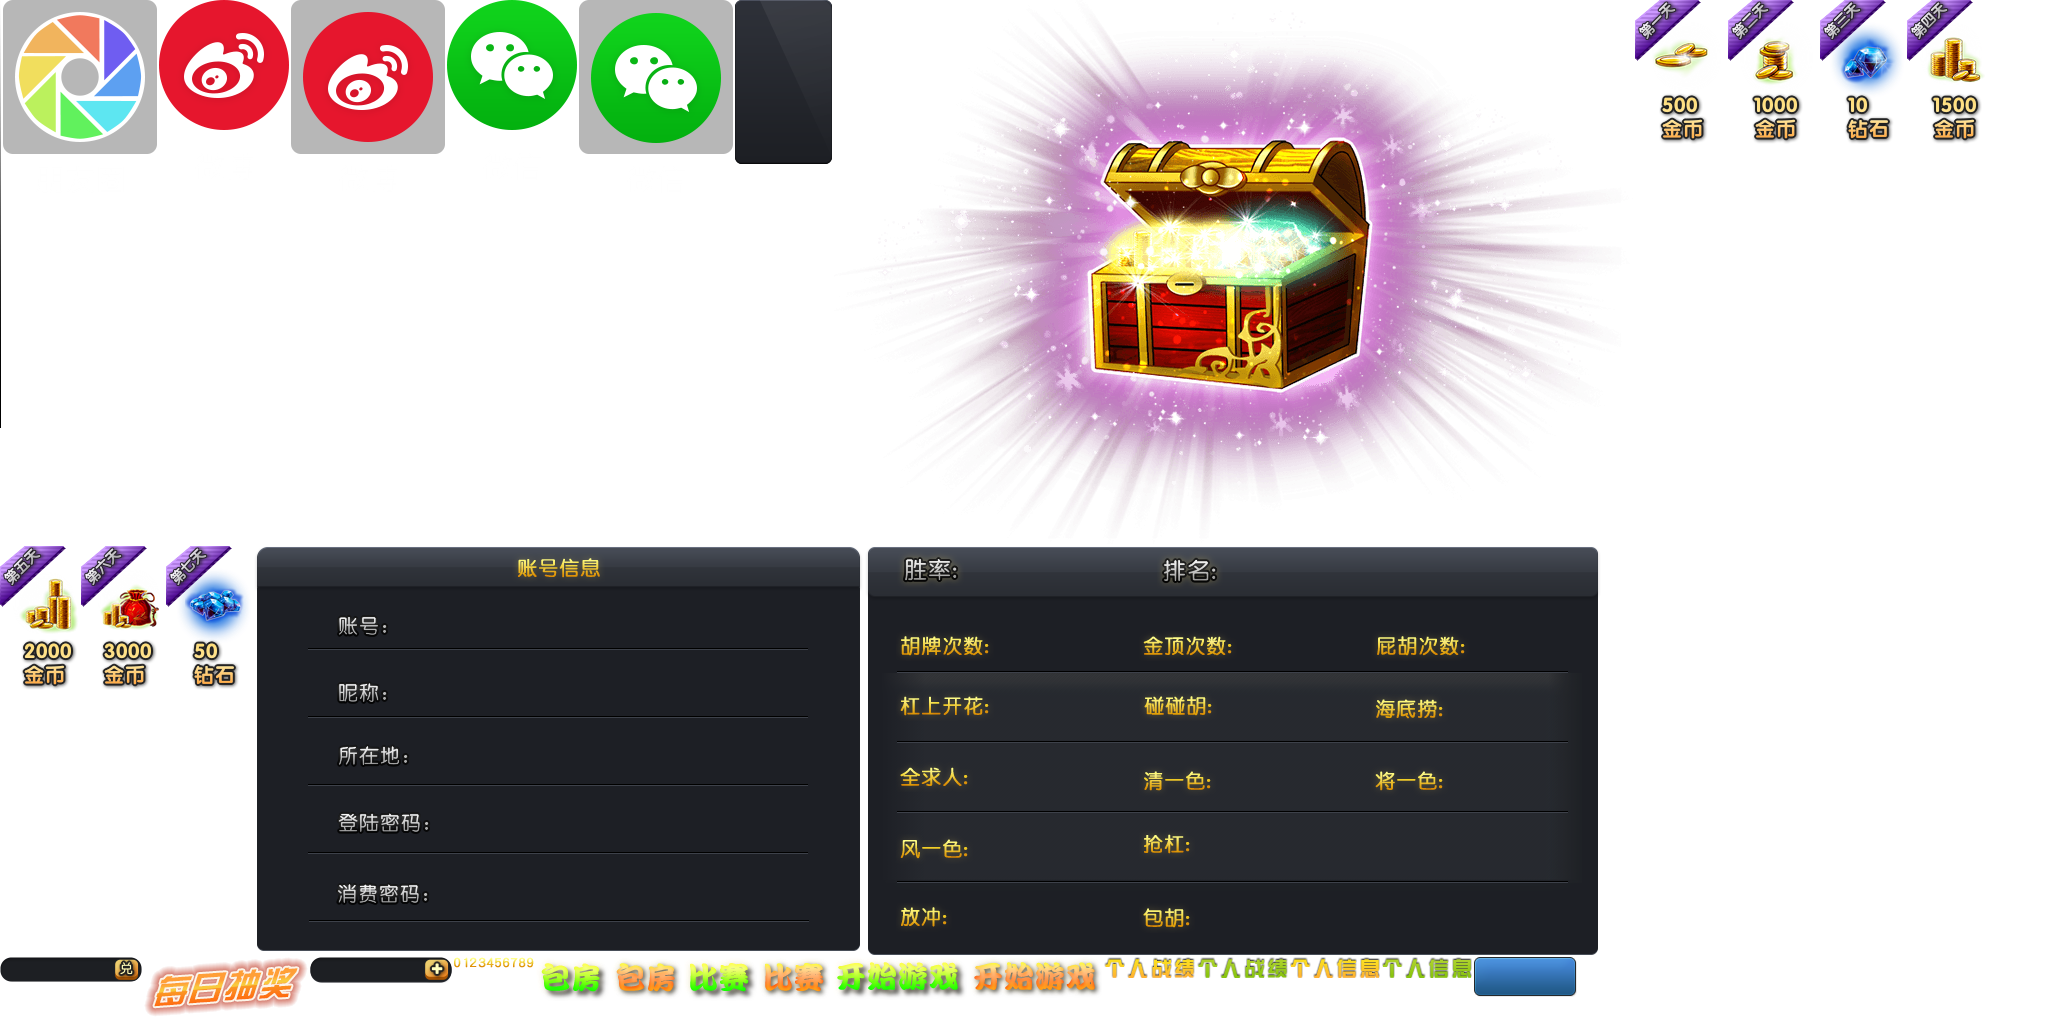 第一天
500
金币
第二天
1000
金币
第三天
10
钻石
第四天
1500
金币
第五天
2000
金币
第六天
3000
金币
第七天
50
钻石
账号信息
账号：
昵称：
所在地：
登陆密码：
消费密码：
胜率:
排名:
胡牌次数:
金顶次数:
屁胡次数:
杠上开花:
碰碰胡:
海底捞:
全求人:
清一色:
将一色:
风一色:
抢杠:
放冲:
包胡:
兑
每日抽奖
0123456789
包房
包房
比赛
比赛
开始游戏
开始游戏
个人战绩
个人战绩
个人信息
个人信息